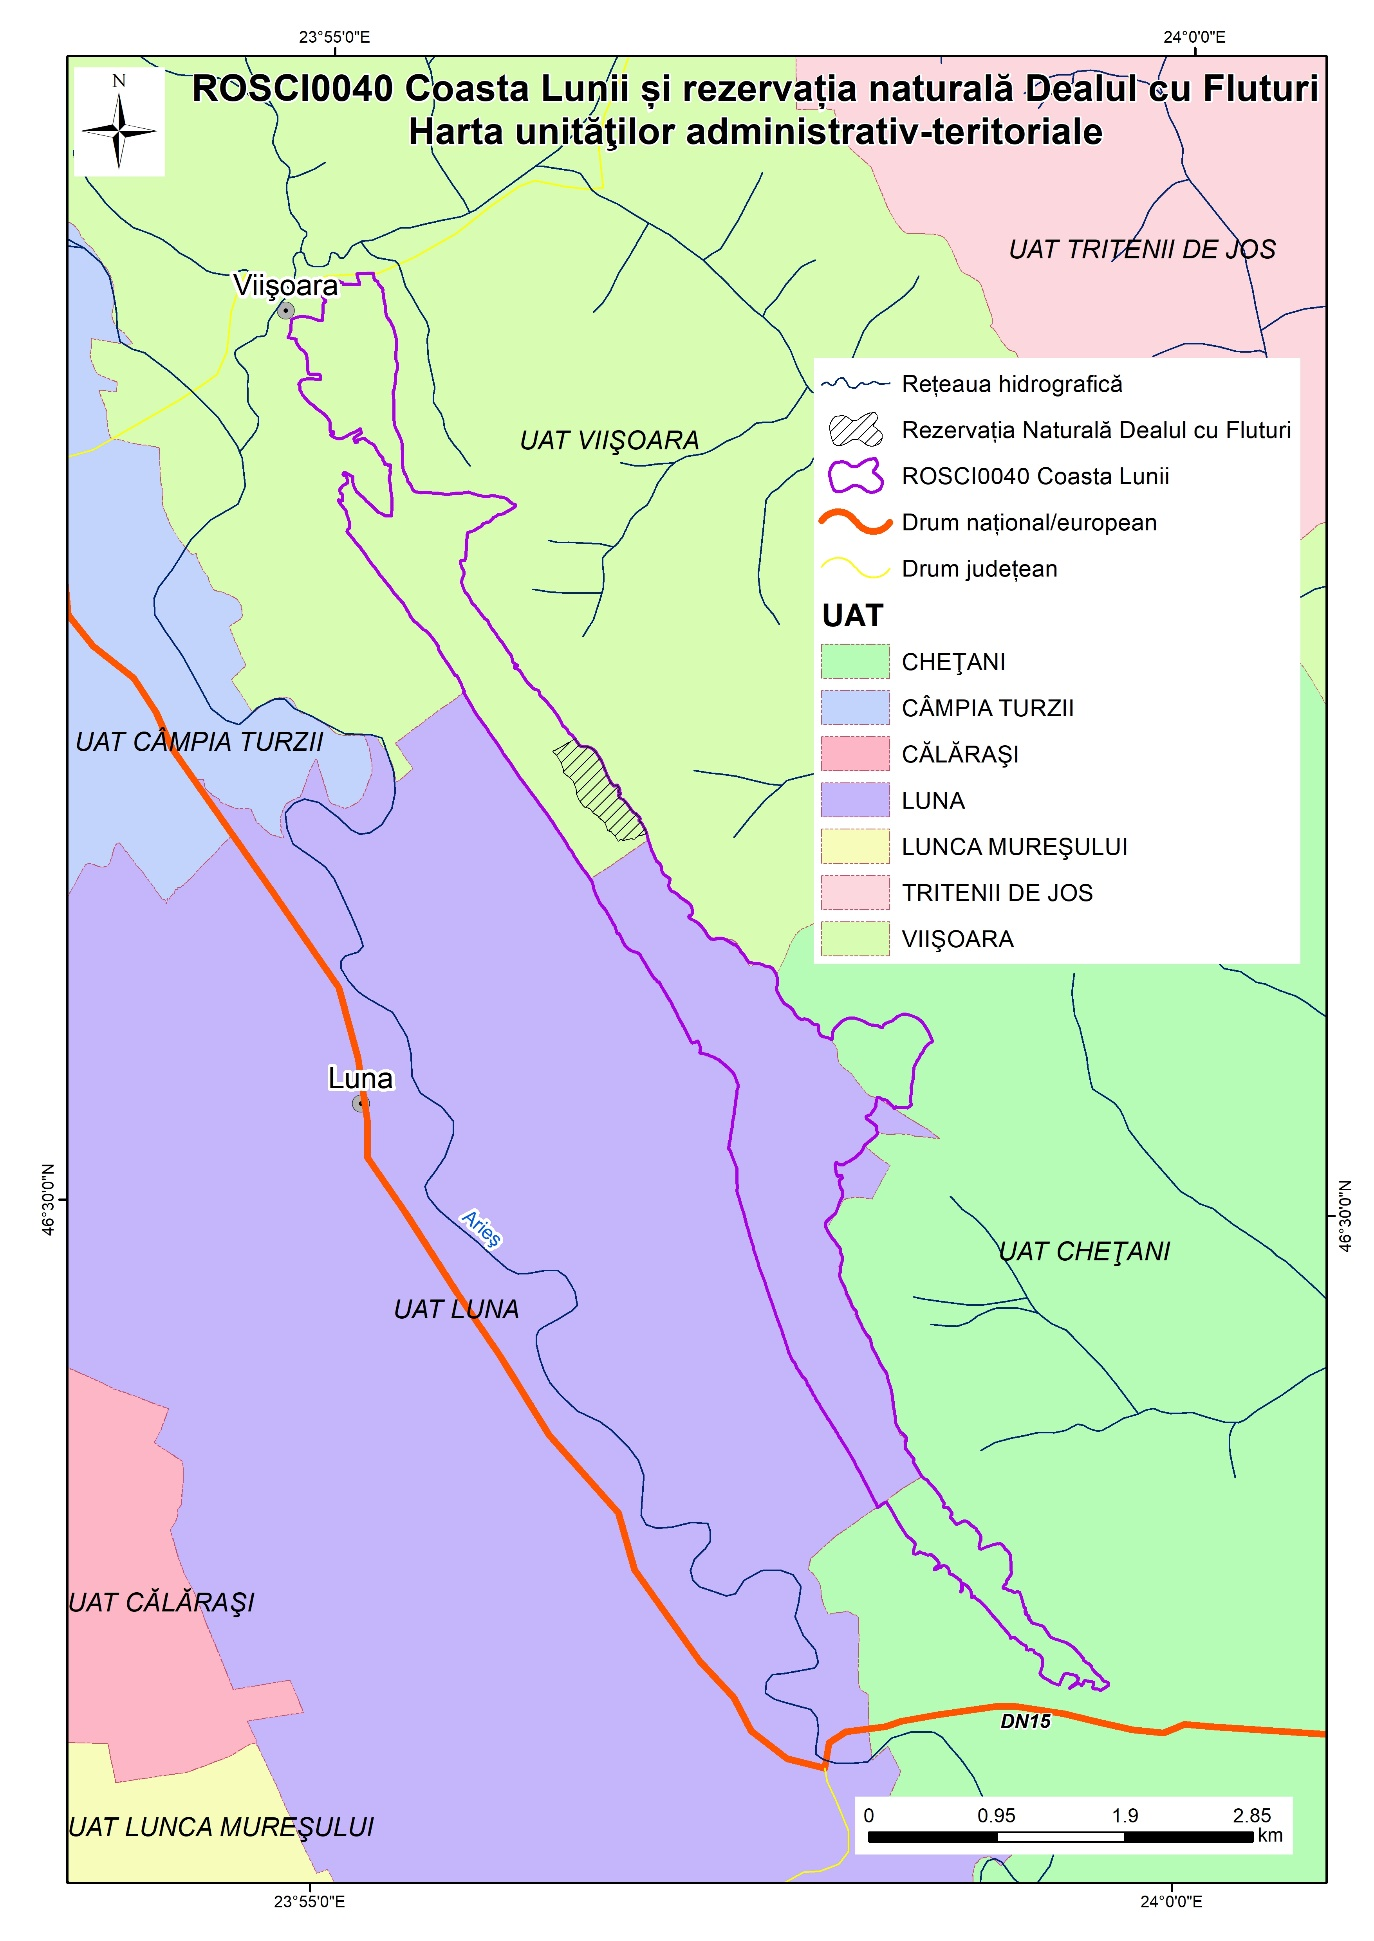 23°55'0"E
24°0'0"E
N
ROSCI0040 Coasta Lunii și rezervația naturală Dealul cu Fluturi
Harta unităţilor administrativ-teritoriale
UAT TRITENII DE JOS
Viişoara
Rețeaua hidrografică
Rezervația Naturală Dealul cu Fluturi
ROSCI0040 Coasta Lunii
Drum național/european
Drum județean
UAT
CHEŢANI
CÂMPIA TURZII
CĂLĂRAŞI
LUNA
LUNCA MUREŞULUI
TRITENII DE JOS
VIIŞOARA
UAT VIIŞOARA
UAT CÂMPIA TURZII
Luna
46°30'0"N
46°30'0"N
Arieş
UAT CHEŢANI
UAT LUNA
UAT CĂLĂRAŞI
DN15
UAT LUNCA MUREŞULUI
0 0.95 1.9 2.85
km
23°55'0"E
24°0'0"E